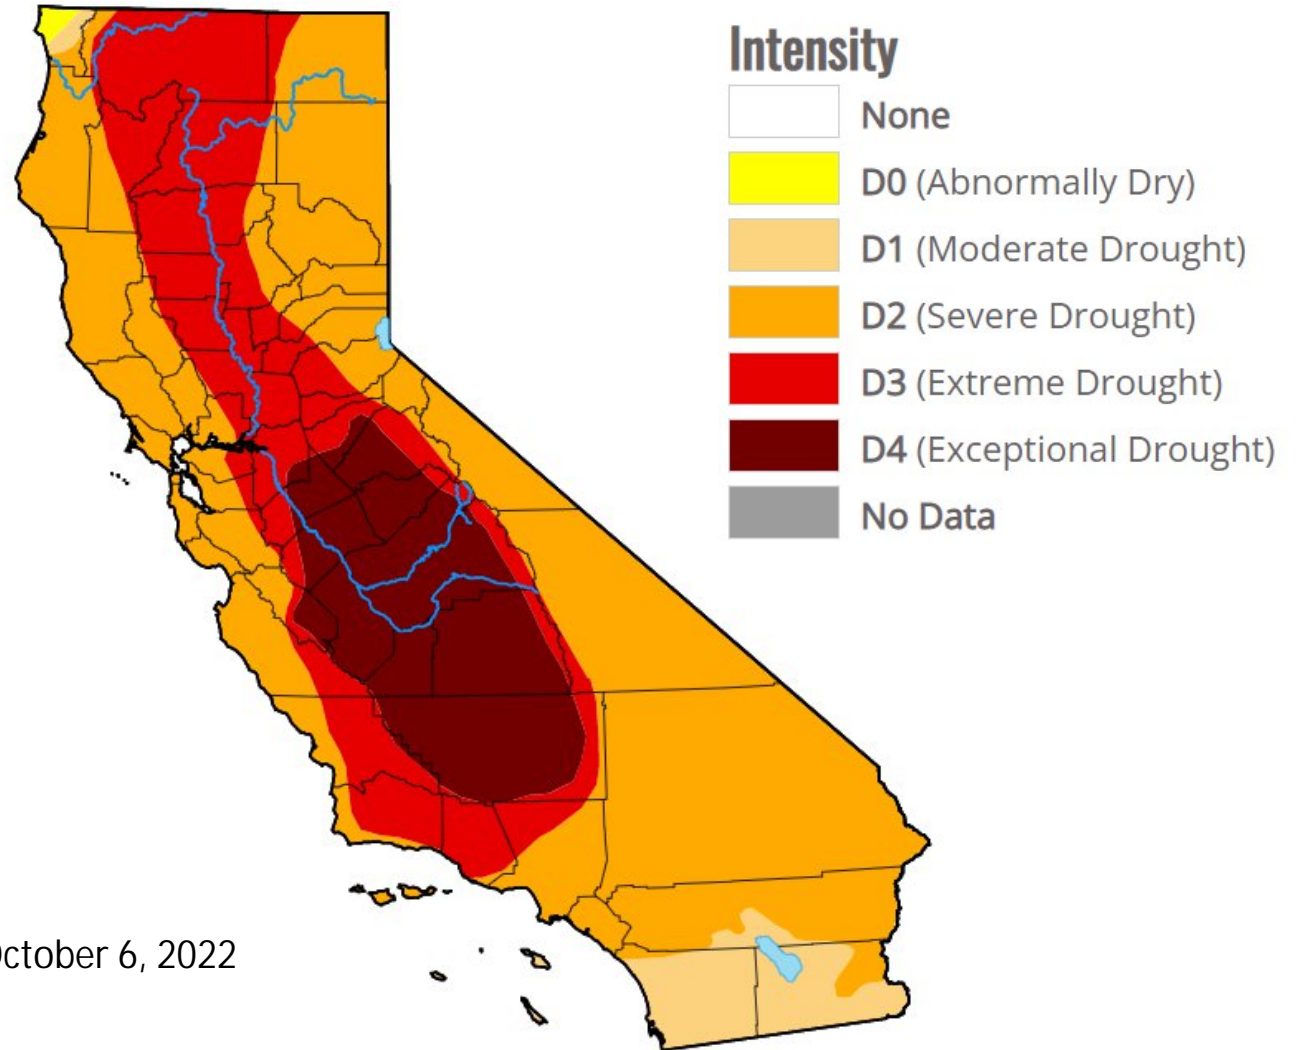 Intensity
None
D0 (Abnormally Dry)
D1 (Moderate Drought)
D2 (Severe Drought)
D3 (Extreme Drought)
D4 (Exceptional Drought)
No Data
October 6, 2022